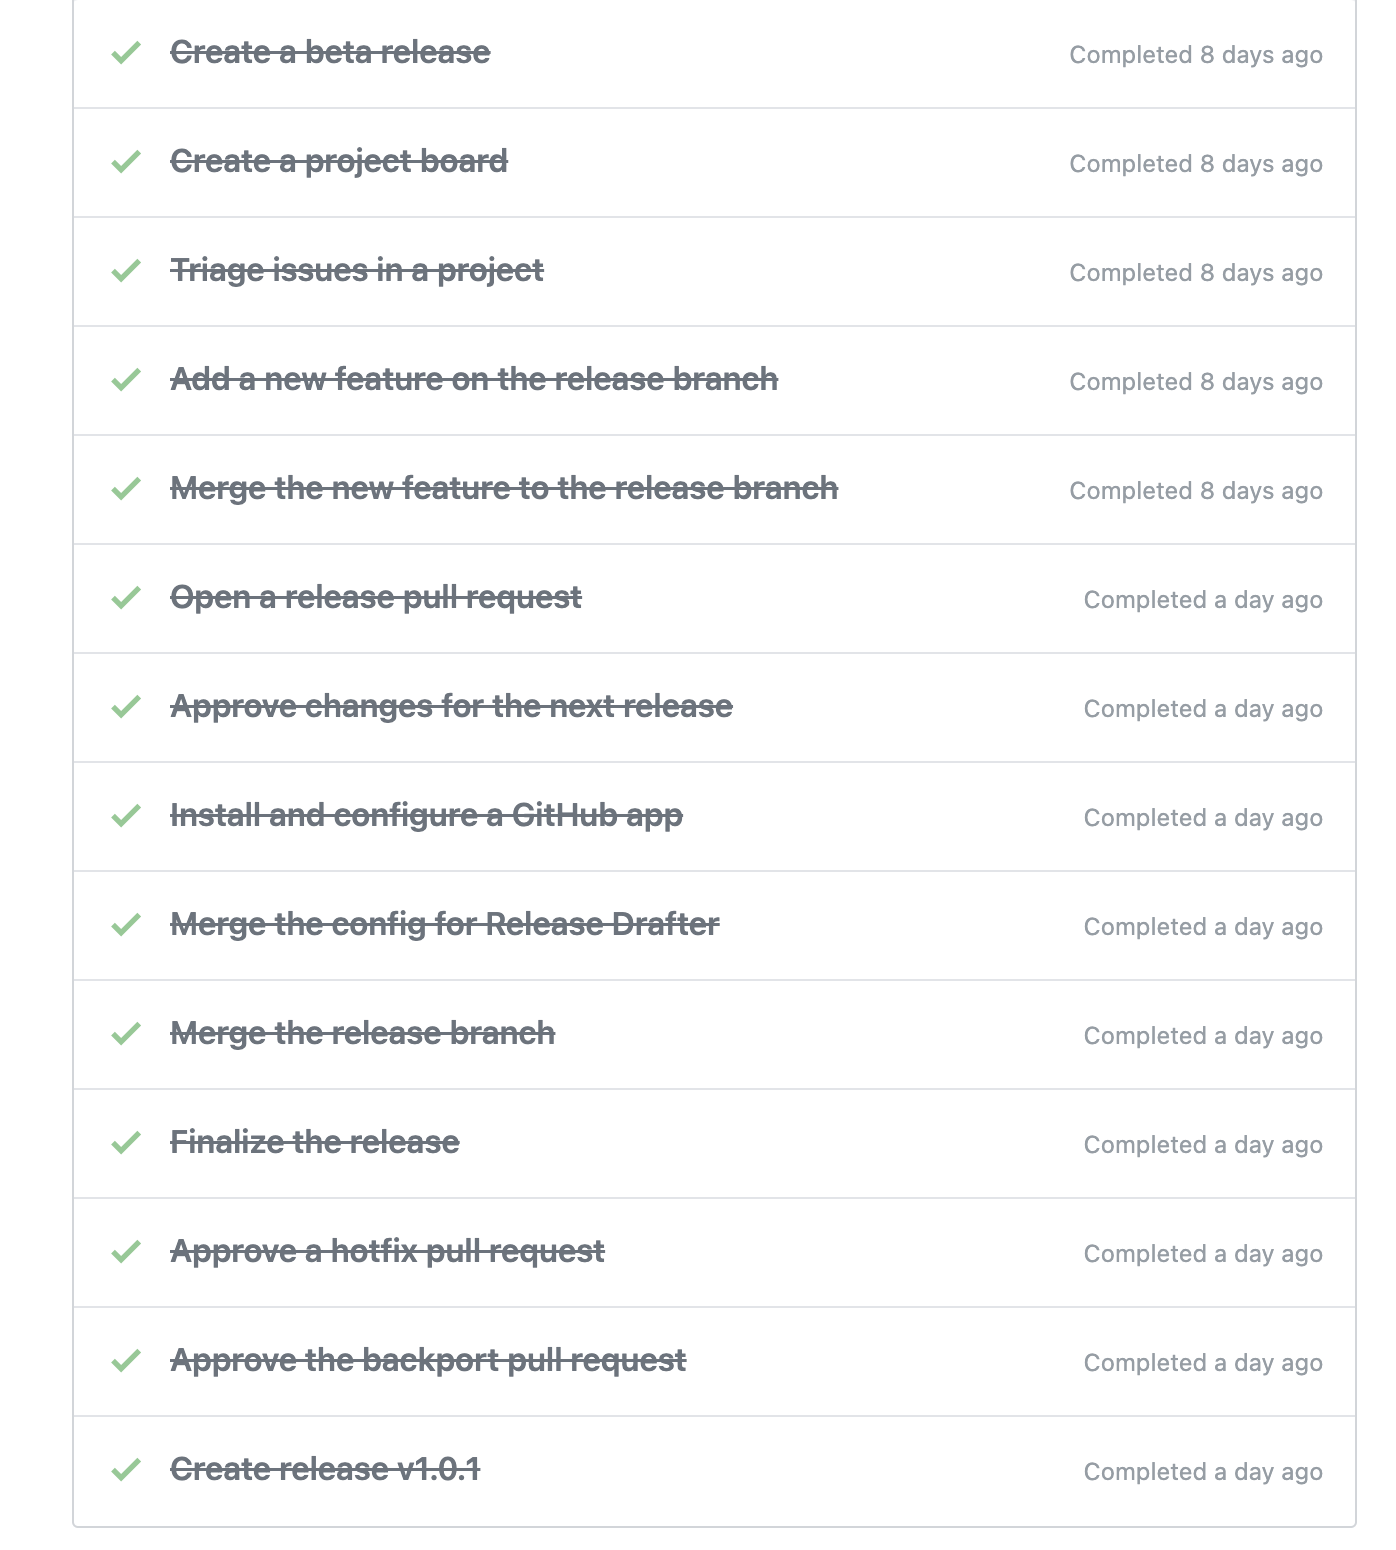 Create a beta release Completed 8 days ago
Create a project board Completed 8 days ago
Triage issues in a project Completed 8 days ago
Add a new feature on the release branch Completed 8 days ago
Merge the new feature to the release branch Completed 8 days ago
Open a release pull request Completed a day ago
Approve changes for the next release Completed a day ago
Install and configure a GitHub app Completed a day ago
Merge the config for Release Drafter Completed a day ago
Merge the release branch Completed a day ago
Finalize the release Completed a day ago
Approve a hotfix pull request Completed a day ago
Approve the backport pull request Completed a day ago
Create release v1.0.1 Completed a day ago